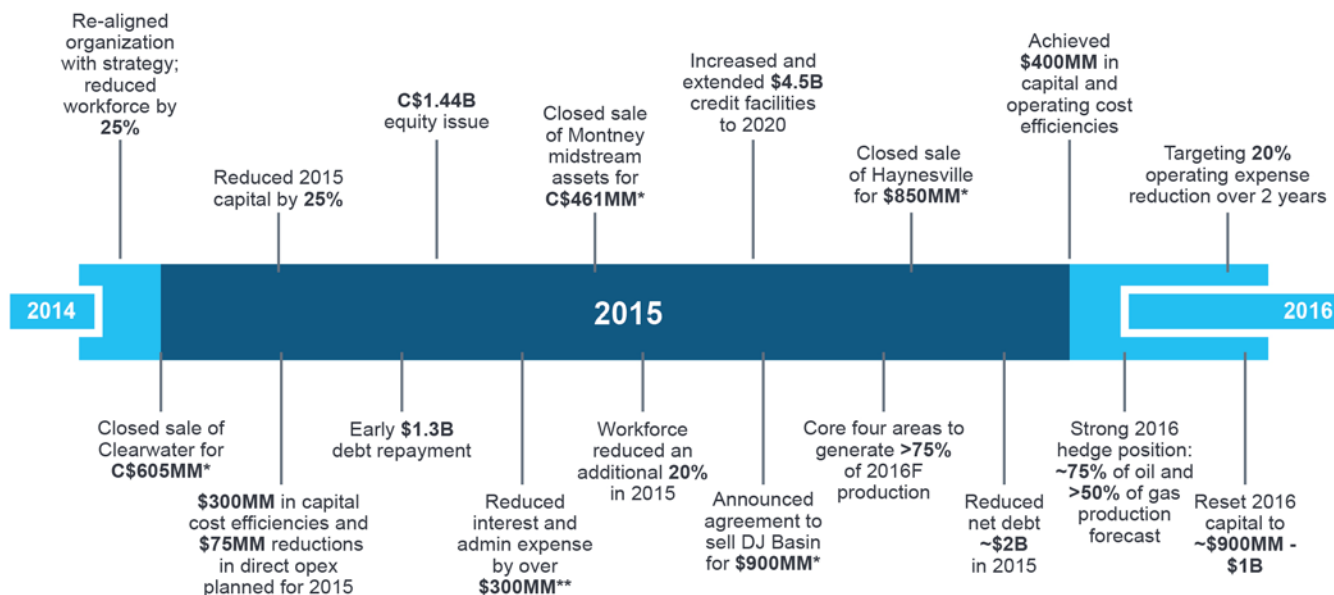 Re-aligned
organization
with strategy;
reduced
workforce by
25%
Reduced 2015
capital by 25%
C$1.44B
equity issue
Closed sale
of Montney
midstream
assets for
C$461MM*
Increased and
extended $4.5B
credit facilities
to 2020
Closed sale
of Haynesville
for $850MM*
Achieved
$400MM in
capital and
operating cost
efficiencies
Targeting 20%
operating expense
reduction over 2 years
2014
2015
2016
Closed sale of
Clearwater for
C$605MM*
$300MM in capital
cost efficiencies and
$75MM reductions
in direct opex
planned for 2015
Early $1.3B
debt repayment
Reduced
interest and
admin expense
by over
$300MM**
Workforce
reduced an
additional 20%
in 2015
Announced
agreement to
sell DJ Basin
for $900MM*
Core four areas to
generate >75%
of 2016F
production
Reduced
net debt
~$2B
in 2015
Strong 2016
hedge position:
~75% of oil and
>50% of gas
production
forecast
Reset 2016
capital to
~$900MM -
$1B